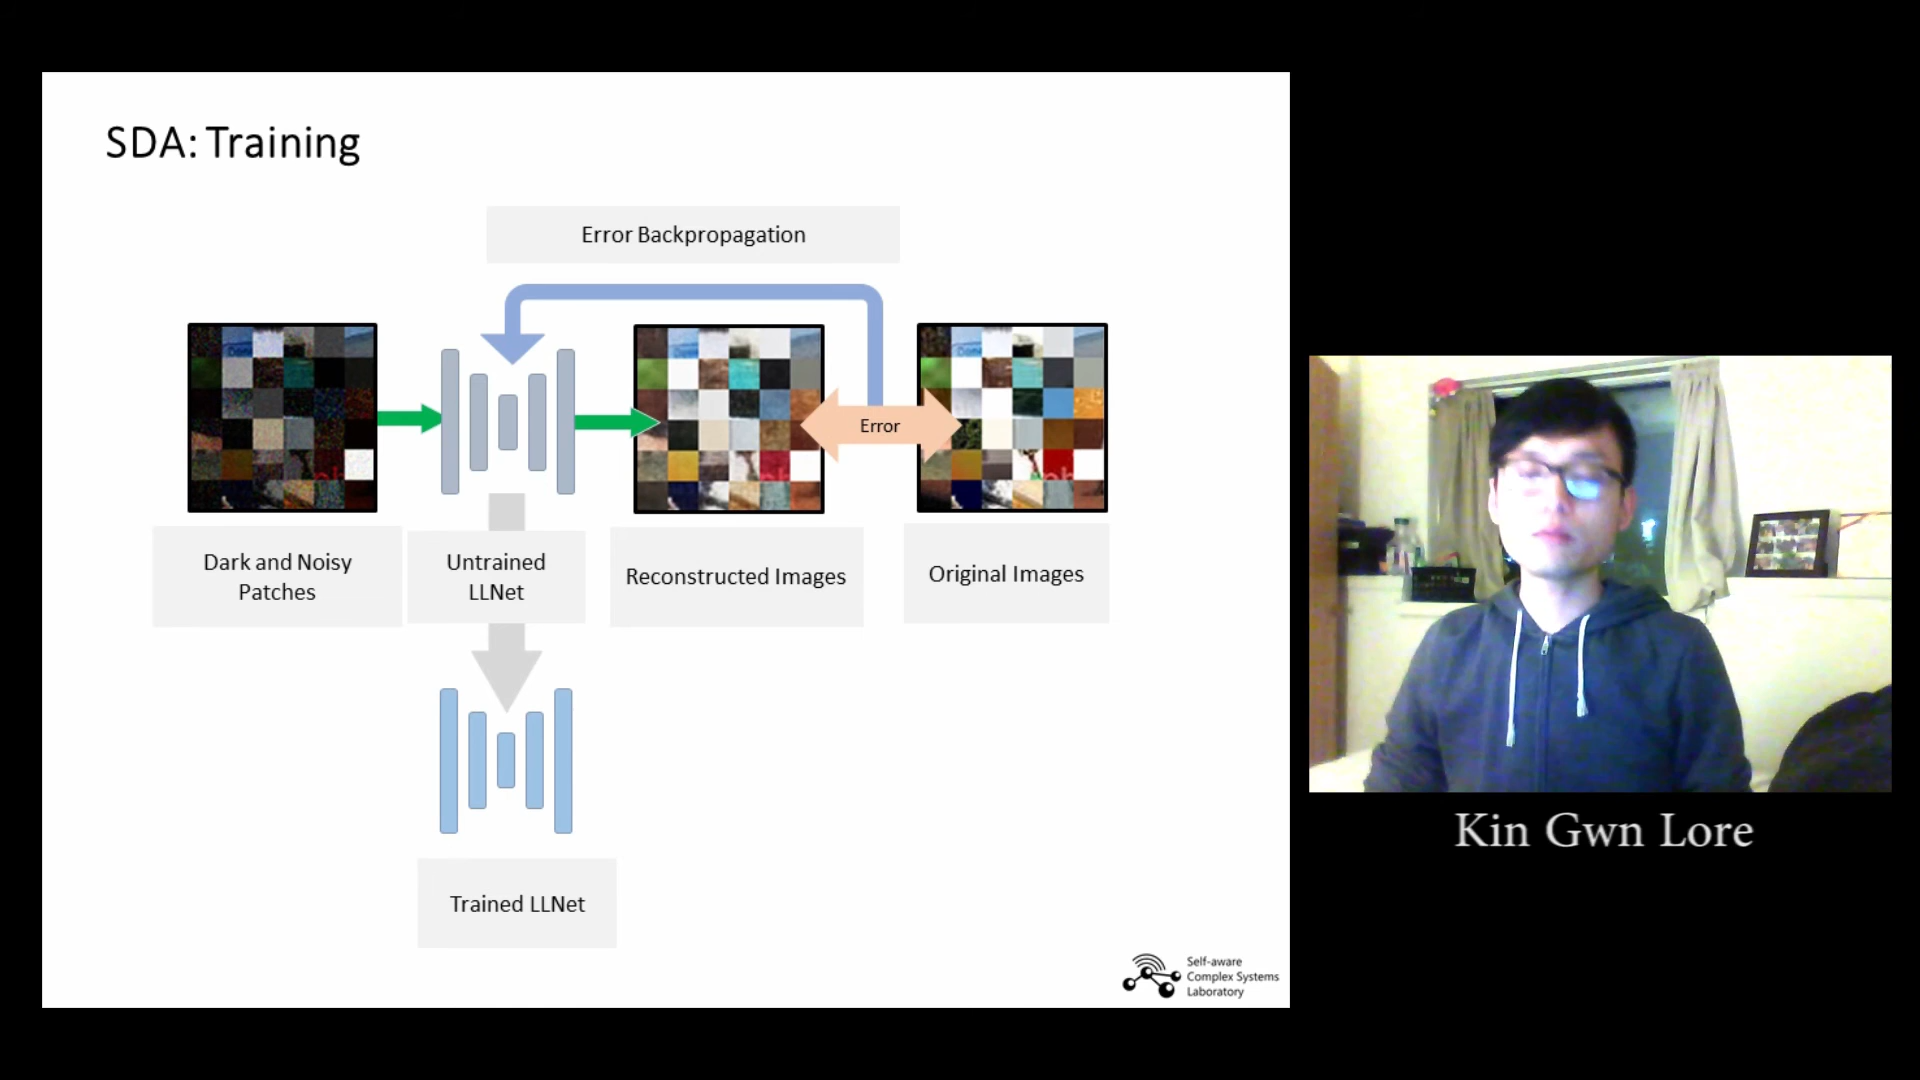 SDA: Training
Error Backpropagation
Error
Dark and Noisy
Patches
Untrained
LLNet
Reconstructed Images
Original Images
Trained LLNet
Self-aware
Complex Systems
Laboratory
Kin Gwn Lore